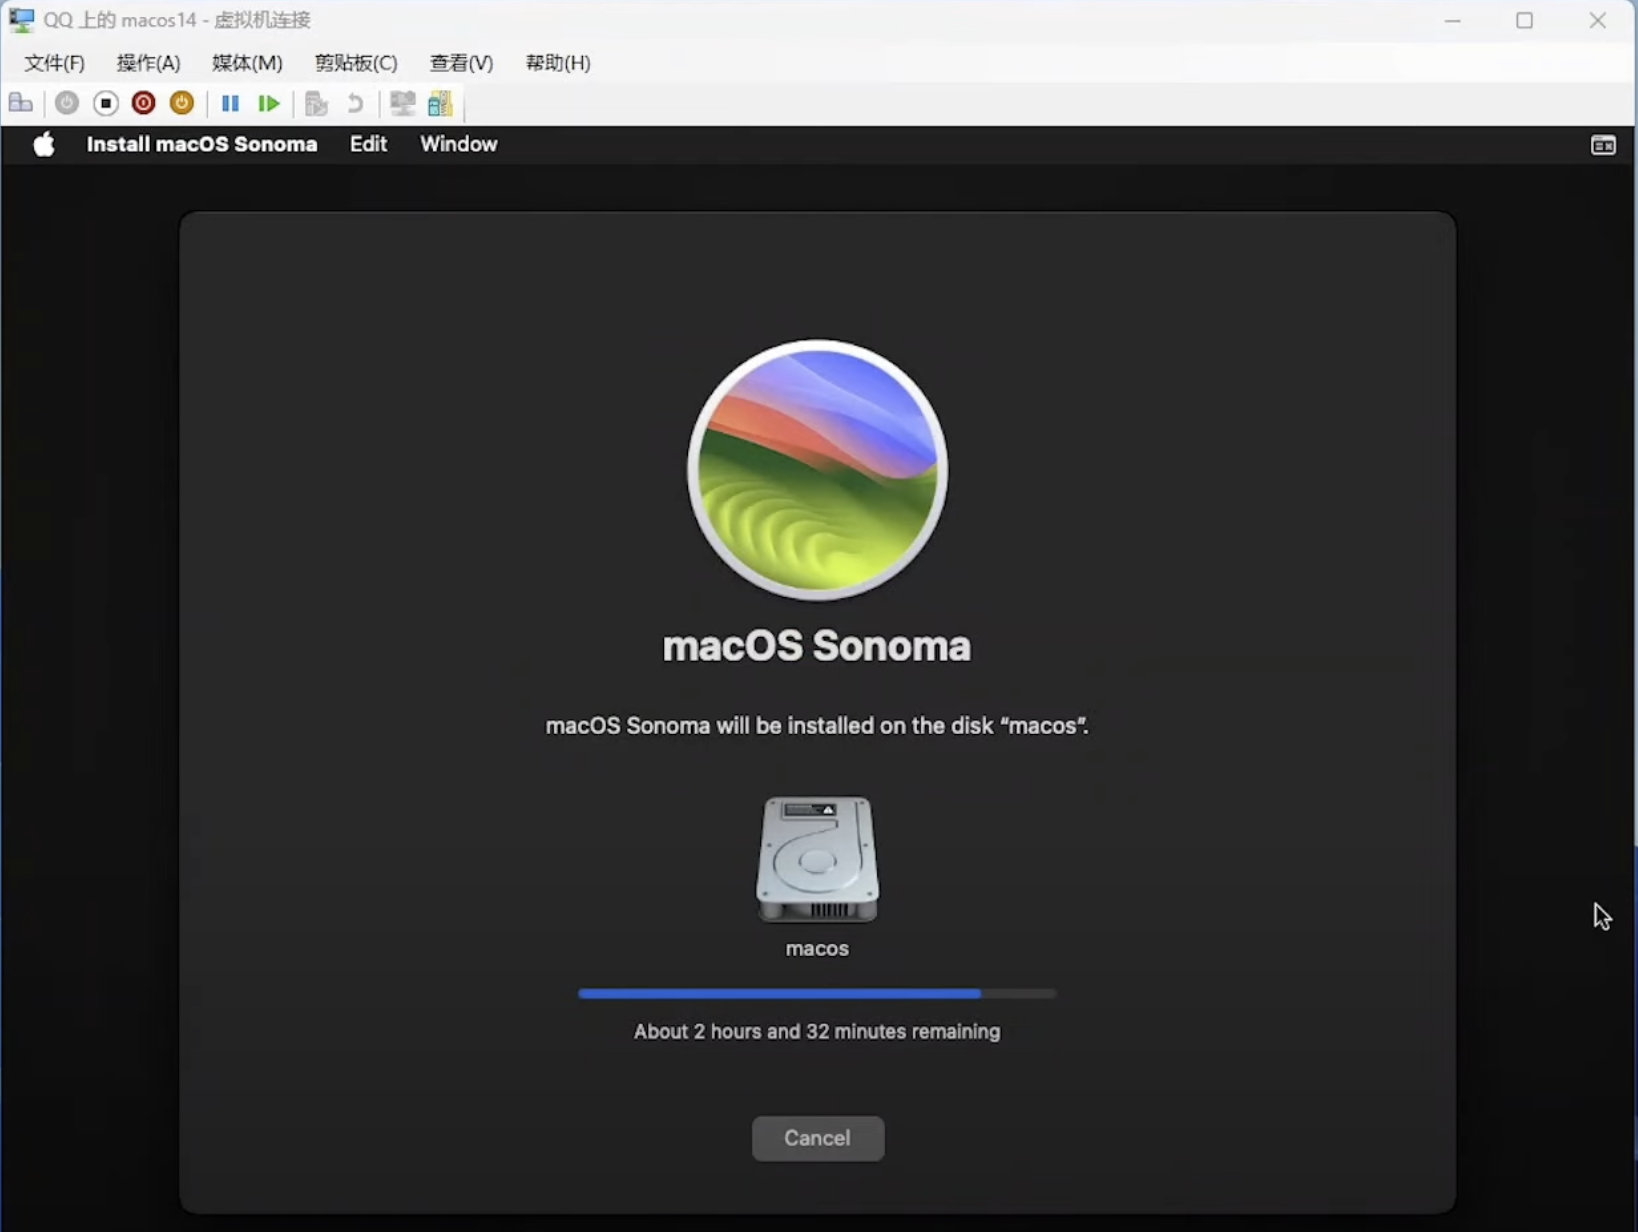 QQ 上的 macos14 - 虚拟机连接
文件(F) 操作(A) 媒体(M) 剪贴板(C) 查看(V) 帮助(H)
Install macOS Sonoma Edit Window
macOS Sonoma
macOS Sonoma will be installed on the disk “macos”.
macos
About 2 hours and 32 minutes remaining
Cancel